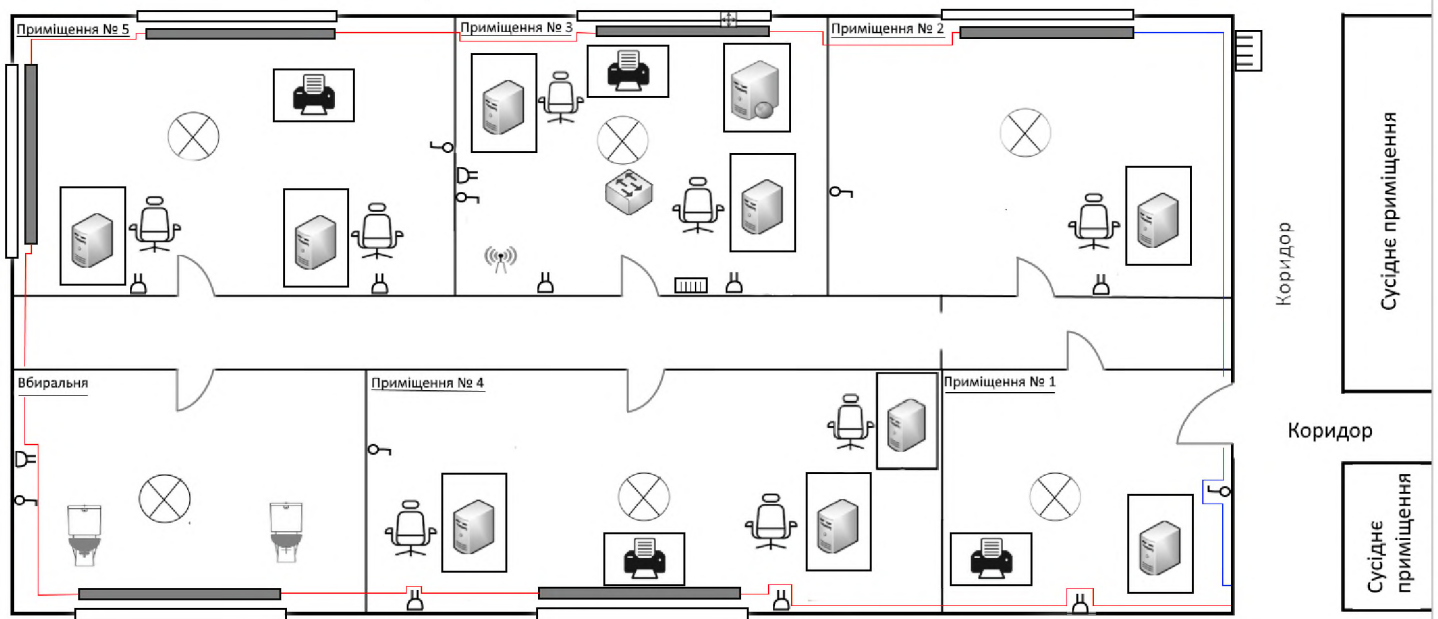 Приміщення № 5
Приміщення № 3
Приміщення № 2
Вбиральня
Приміщення № 4
Приміщення № 1
Коридор
Коридор
Сусіднє приміщення
Сусіднє
приміщення